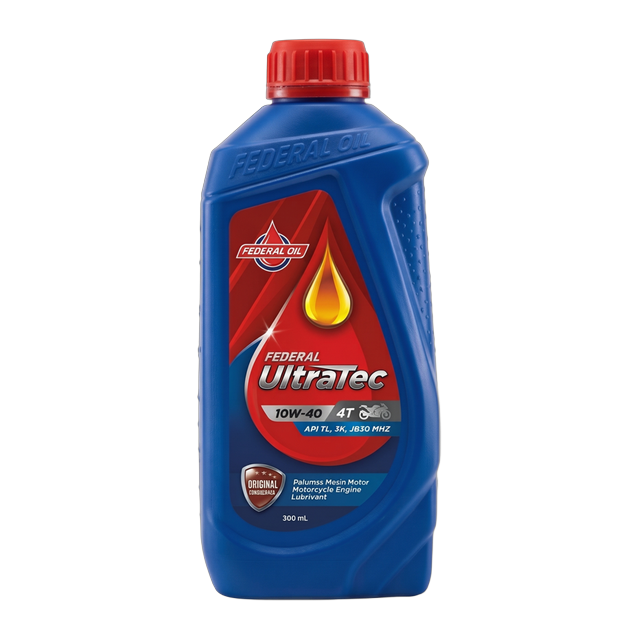 FEDERAL OIL
FEDERAL OIL
FEDERAL
UltraTec
10W-40 4T
API TL, 3K, JB30 MHZ
ORIGINAL
Palumss Mesin Motor
Motorcycle Engine
Lubrivant
300 mL